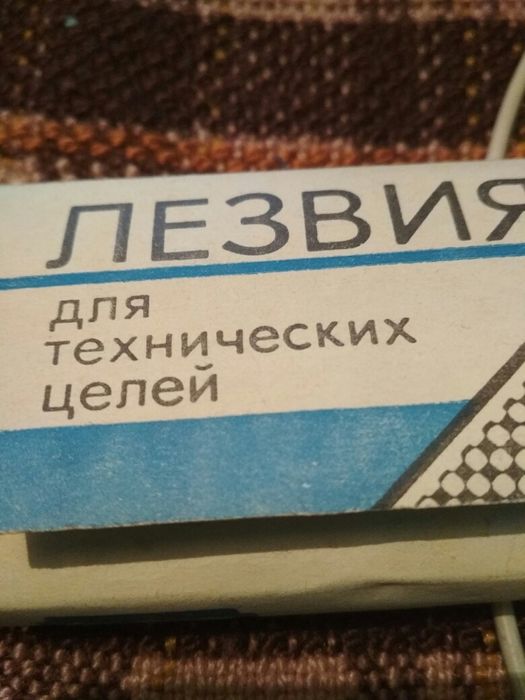 ЛЕЗВИЯ
для
технических
целей